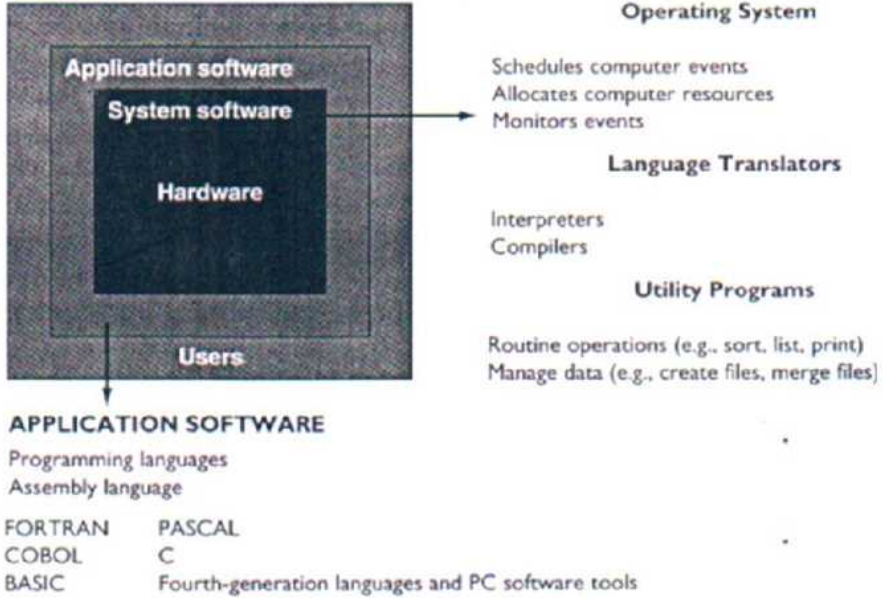 Application software
System software
Hardware
Users
Operating System
Schedules computer events
Allocates computer resources
Monitors events
Language Translators
Interpreters
Compilers
Utility Programs
Routine operations (e.g., sort, list, print)
Manage data (e.g., create files, merge files)
APPLICATION SOFTWARE
Programming languages
Assembly language
FORTRAN PASCAL
COBOL C
BASIC Fourth-generation languages and PC software tools